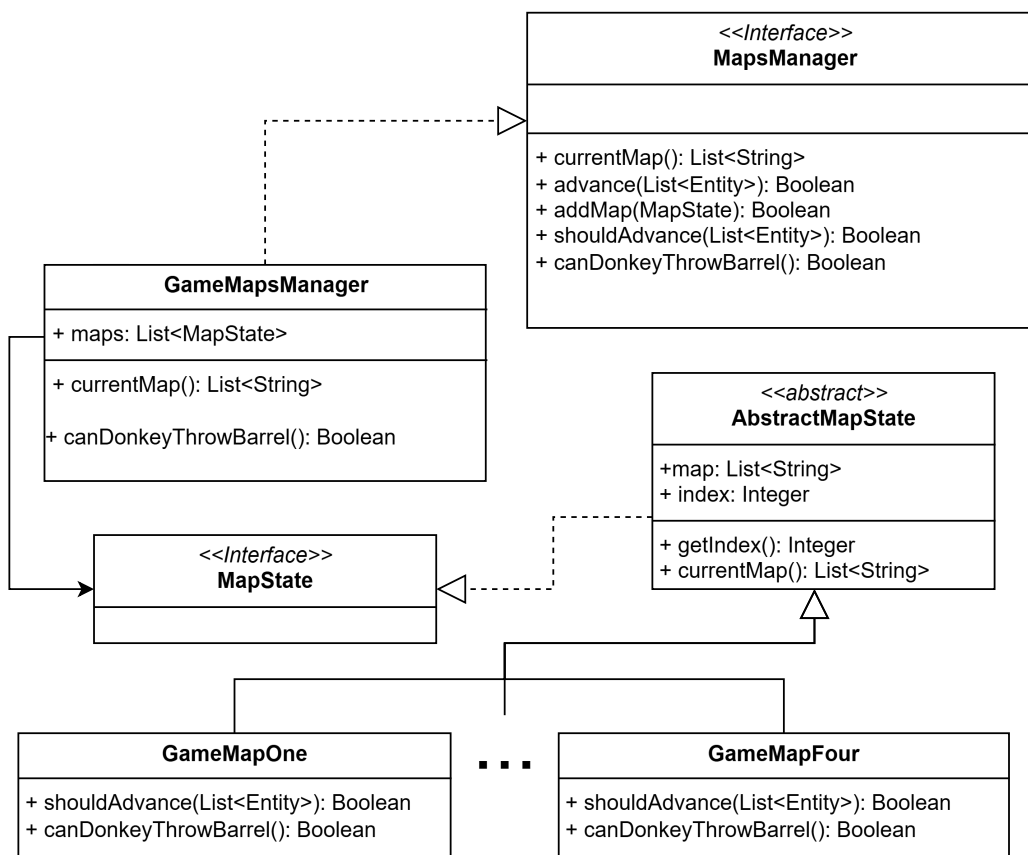 <<Interface>>
MapsManager
+ currentMap(): List<String>
+ advance(List<Entity>): Boolean
+ addMap(MapState): Boolean
+ shouldAdvance(List<Entity>): Boolean
+ canDonkeyThrowBarrel(): Boolean
GameMapsManager
+ maps: List<MapState>
+ currentMap(): List<String>
+ canDonkeyThrowBarrel(): Boolean
<<abstract>>
AbstractMapState
+map: List<String>
+ index: Integer
+ getIndex(): Integer
+ currentMap(): List<String>
<<Interface>>
MapState
GameMapOne
+ shouldAdvance(List<Entity>): Boolean
+ canDonkeyThrowBarrel(): Boolean
...
GameMapFour
+ shouldAdvance(List<Entity>): Boolean
+ canDonkeyThrowBarrel(): Boolean